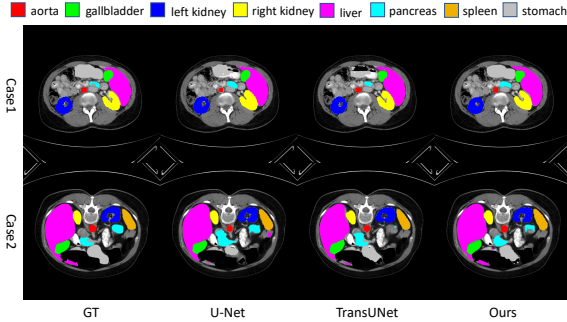 aorta gallbladder left kidney right kidney liver pancreas spleen stomach
Case1
Case2
GT U-Net TransUNet Ours